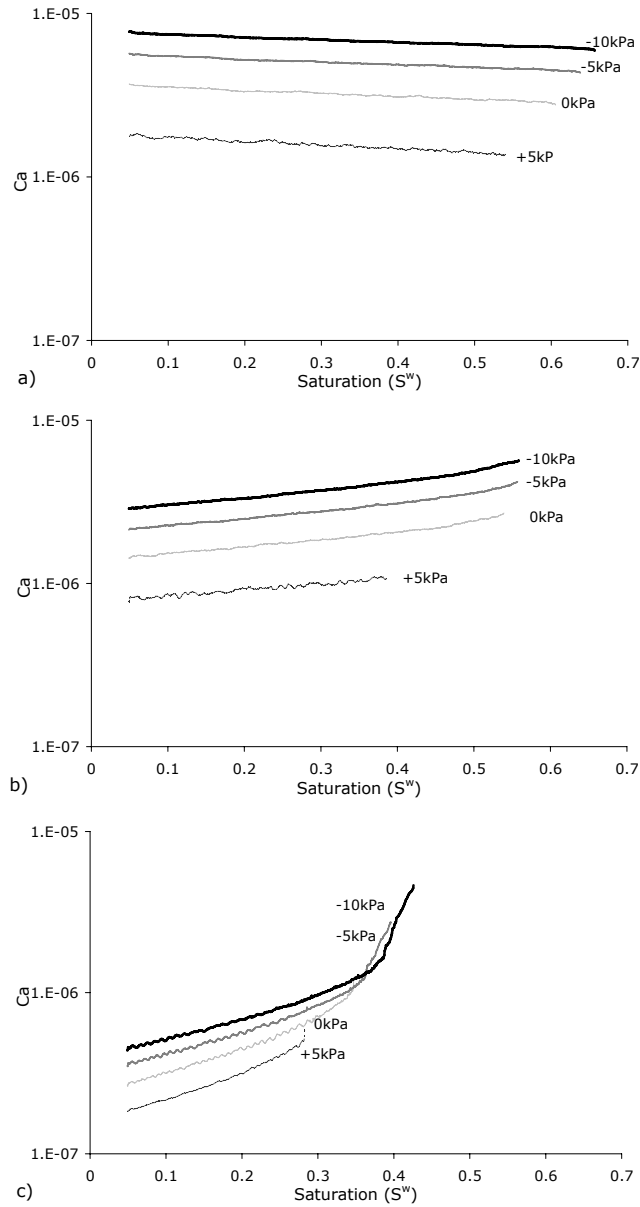 1.E-05
-10kPa
-5kPa
0kPa
+5kP
1.E-06
Ca
1.E-07
0 0.1 0.2 0.3 0.4 0.5 0.6 0.7
a) Saturation (Sʷ)
1.E-05
-10kPa
-5kPa
0kPa
1.E-06
+5kPa
Ca
1.E-07
0 0.1 0.2 0.3 0.4 0.5 0.6 0.7
b) Saturation (Sʷ)
1.E-05
-10kPa
-5kPa
1.E-06
Ca
0kPa
+5kPa
1.E-07
0 0.1 0.2 0.3 0.4 0.5 0.6 0.7
c) Saturation (Sʷ)